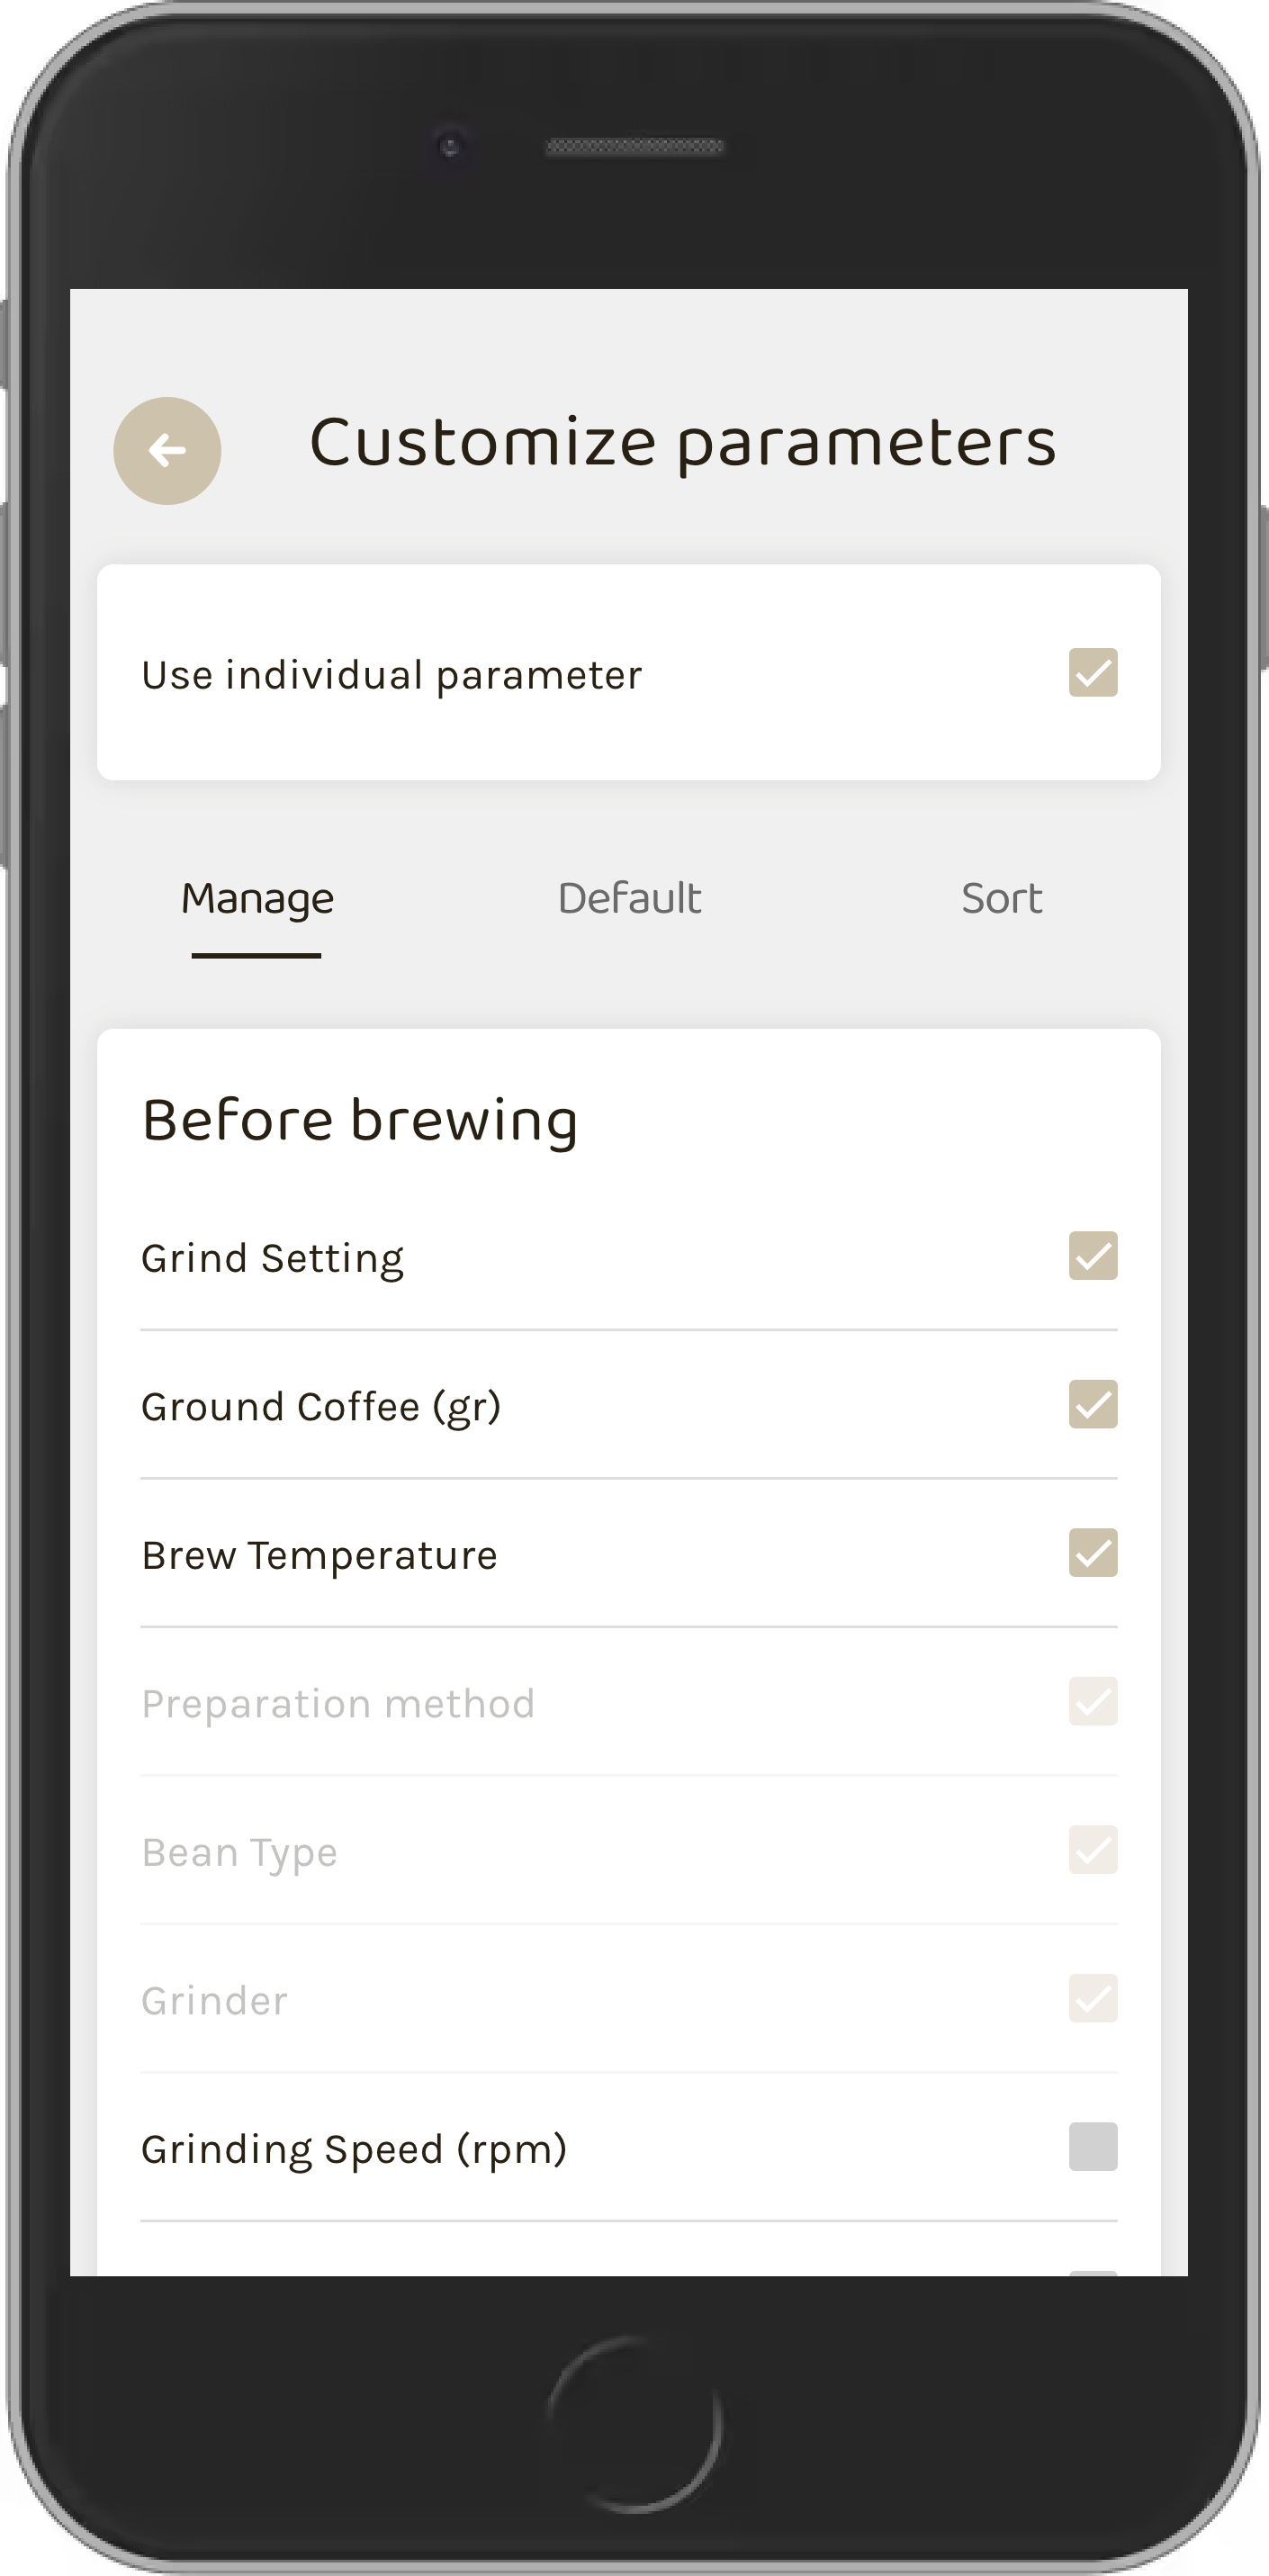 Customize parameters
Use individual parameter
Manage
Default
Sort
Before brewing
Grind Setting
Ground Coffee (gr)
Brew Temperature
Preparation method
Bean Type
Grinder
Grinding Speed (rpm)